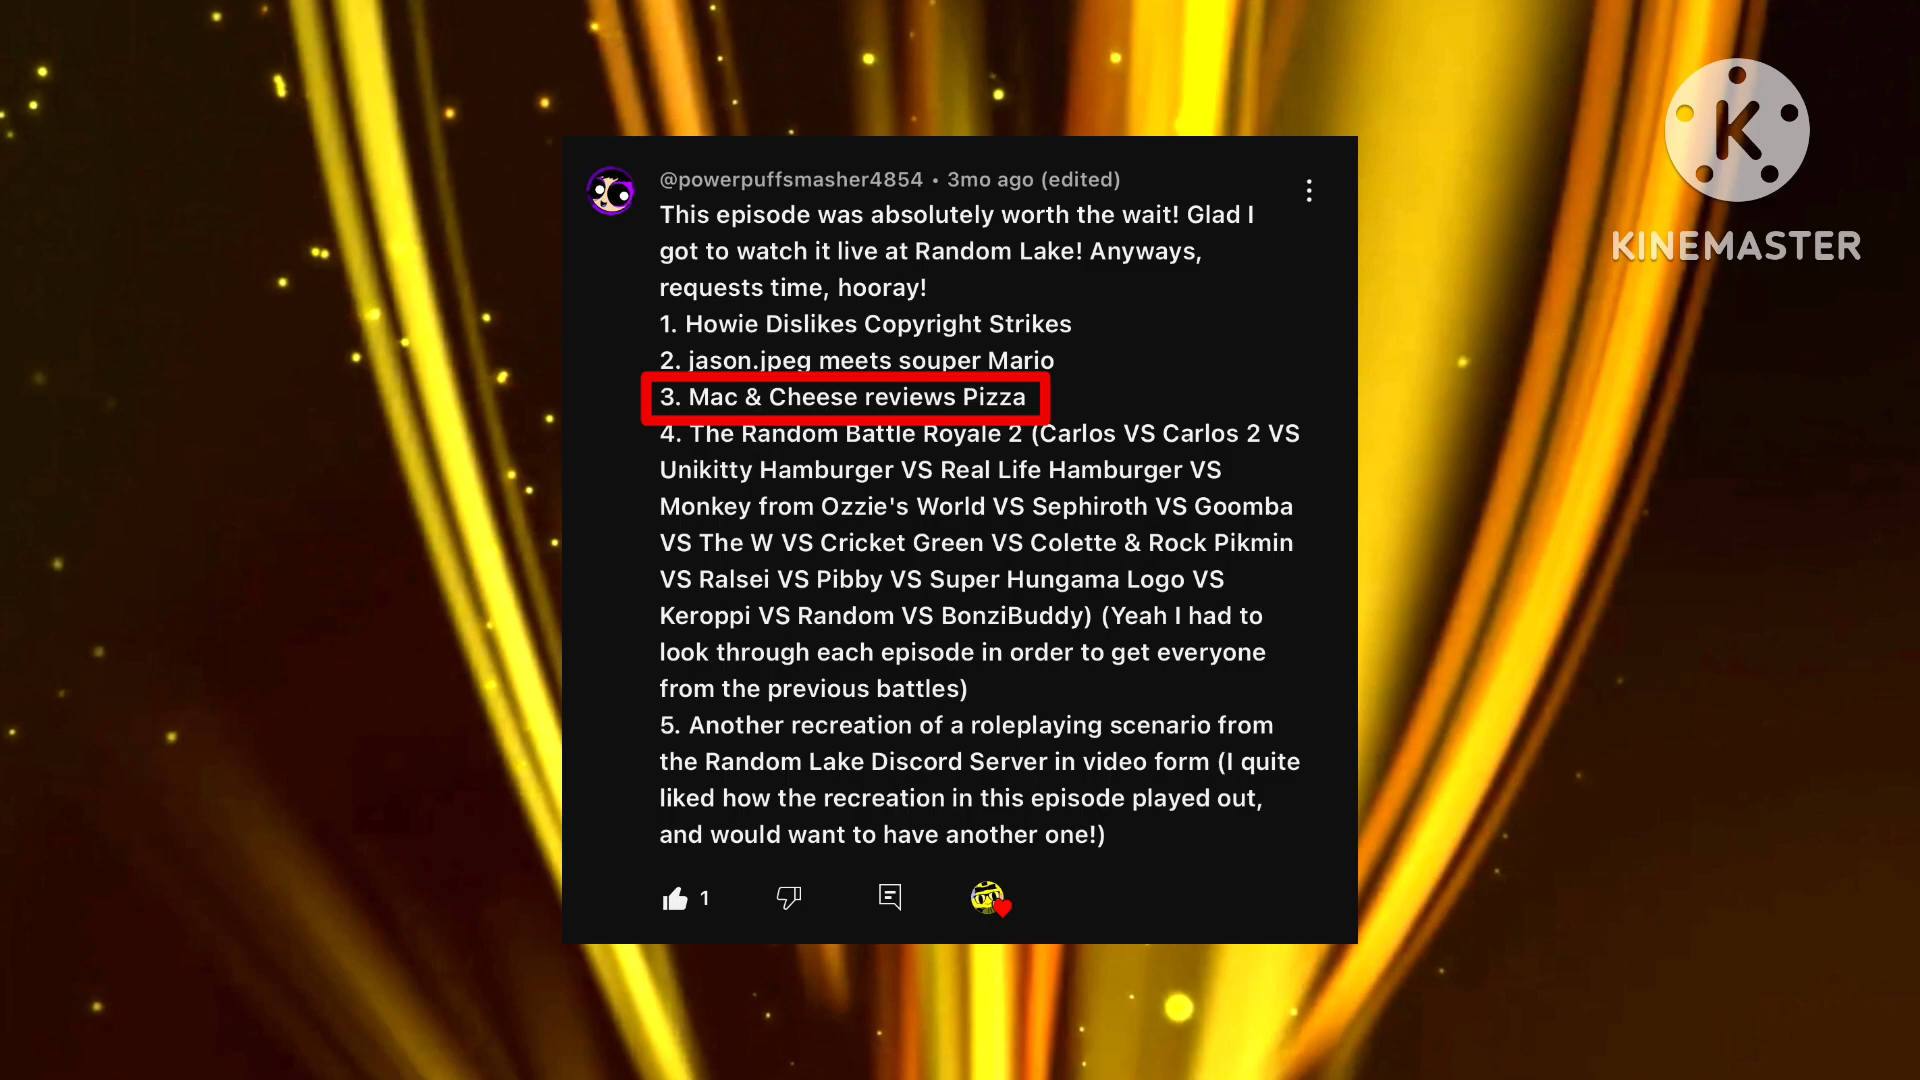 K
KINEMASTER
@powerpuffsmasher4854 • 3mo ago (edited)
This episode was absolutely worth the wait! Glad I
got to watch it live at Random Lake! Anyways,
requests time, hooray!
1. Howie Dislikes Copyright Strikes
2. jason.jpeg meets souper Mario
3. Mac & Cheese reviews Pizza
4. The Random Battle Royale 2 (Carlos VS Carlos 2 VS
Unikitty Hamburger VS Real Life Hamburger VS
Monkey from Ozzie's World VS Sephiroth VS Goomba
VS The W VS Cricket Green VS Colette & Rock Pikmin
VS Ralsei VS Pibby VS Super Hungama Logo VS
Keroppi VS Random VS BonziBuddy) (Yeah I had to
look through each episode in order to get everyone
from the previous battles)
5. Another recreation of a roleplaying scenario from
the Random Lake Discord Server in video form (I quite
liked how the recreation in this episode played out,
and would want to have another one!)
1